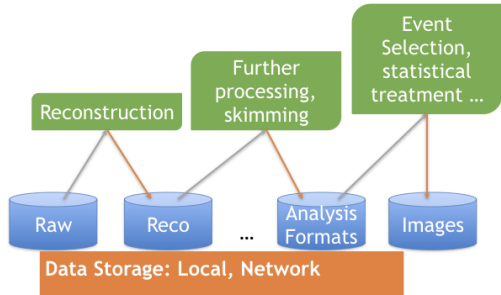 Event
Selection,
statistical
treatment …
Further
processing,
skimming
Reconstruction
Raw
Reco
...
Analysis
Formats
Images
Data Storage: Local, Network